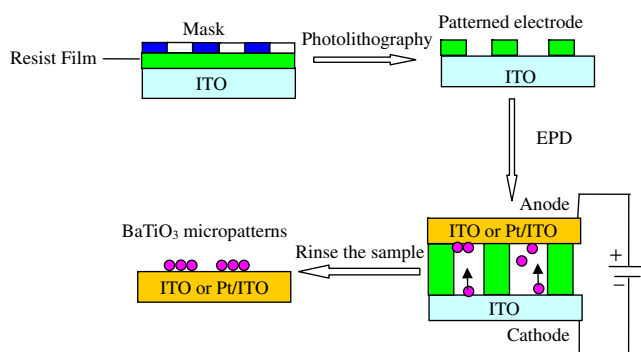 Mask
Resist Film
ITO
Photolithography
Patterned electrode
ITO
EPD
Anode
ITO or Pt/ITO
+
−
ITO
Cathode
Rinse the sample
BaTiO₃ micropatterns
ITO or Pt/ITO